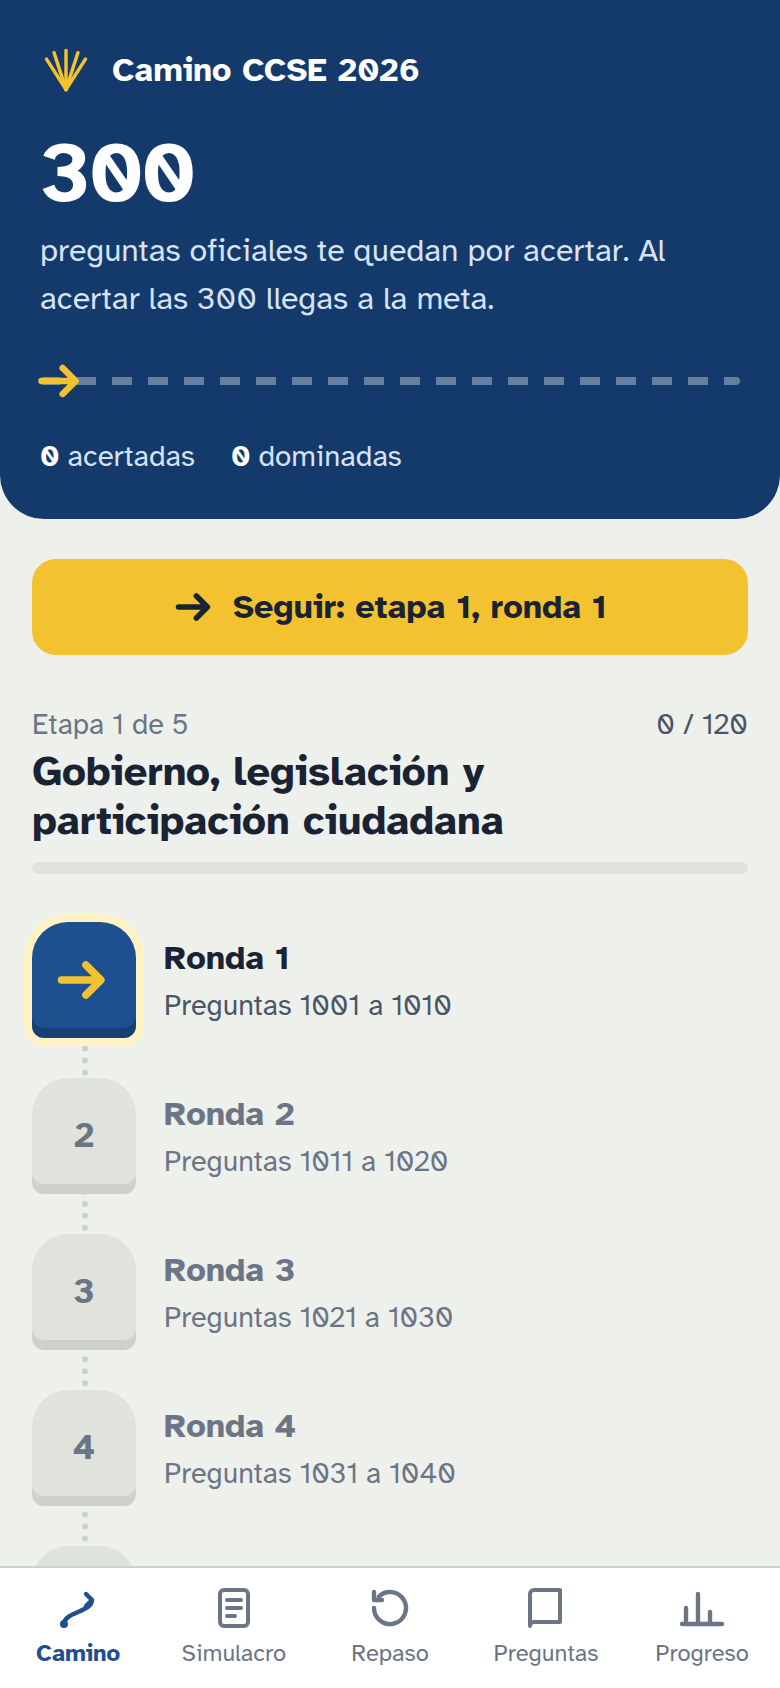 Camino CCSE 2026
300
preguntas oficiales te quedan por acertar. Al
acertar las 300 llegas a la meta.
0 acertadas 0 dominadas
Seguir: etapa 1, ronda 1
Etapa 1 de 5 0 / 120
Gobierno, legislación y
participación ciudadana
Ronda 1
Preguntas 1001 a 1010
2 Ronda 2
Preguntas 1011 a 1020
3 Ronda 3
Preguntas 1021 a 1030
4 Ronda 4
Preguntas 1031 a 1040
Camino Simulacro Repaso Preguntas Progreso